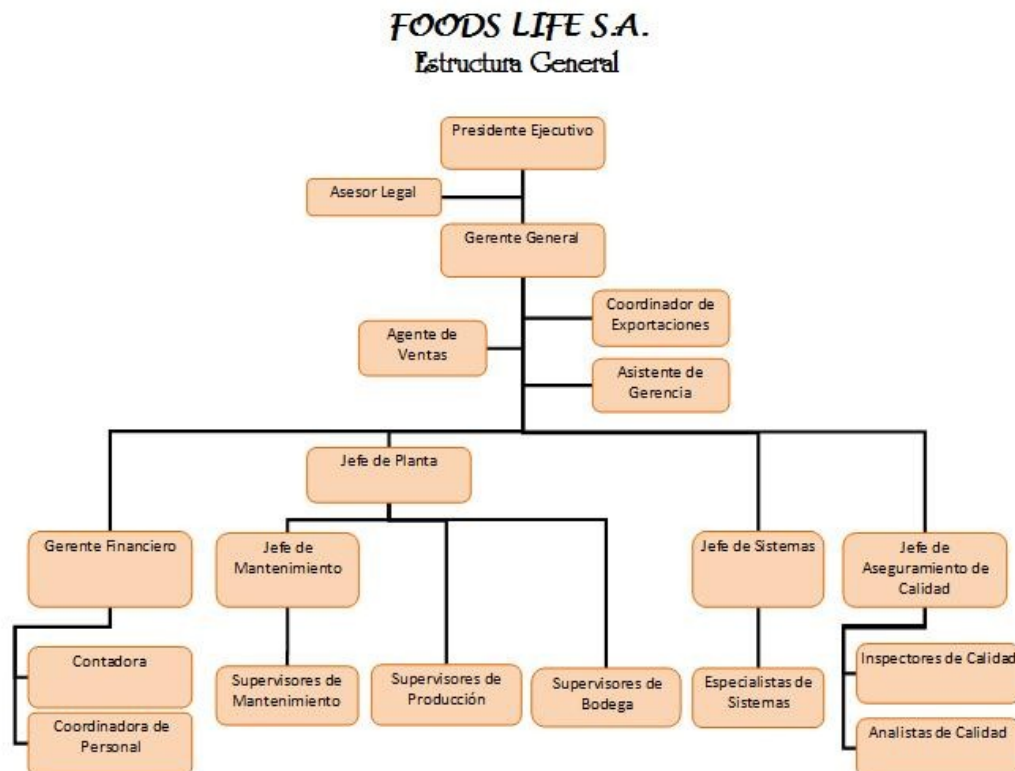 FOODS LIFE S.A.
Estructura General
Presidente Ejecutivo
Asesor Legal
Gerente General
Coordinador de
Exportaciones
Agente de
Ventas
Asistente de
Gerencia
Jefe de Planta
Gerente Financiero
Jefe de
Mantenimiento
Jefe de Sistemas
Jefe de
Aseguramiento de
Calidad
Contadora
Coordinadora de
Personal
Supervisores de
Mantenimiento
Supervisores de
Producción
Supervisores de
Bodega
Especialistas de
Sistemas
Inspectores de Calidad
Analistas de Calidad